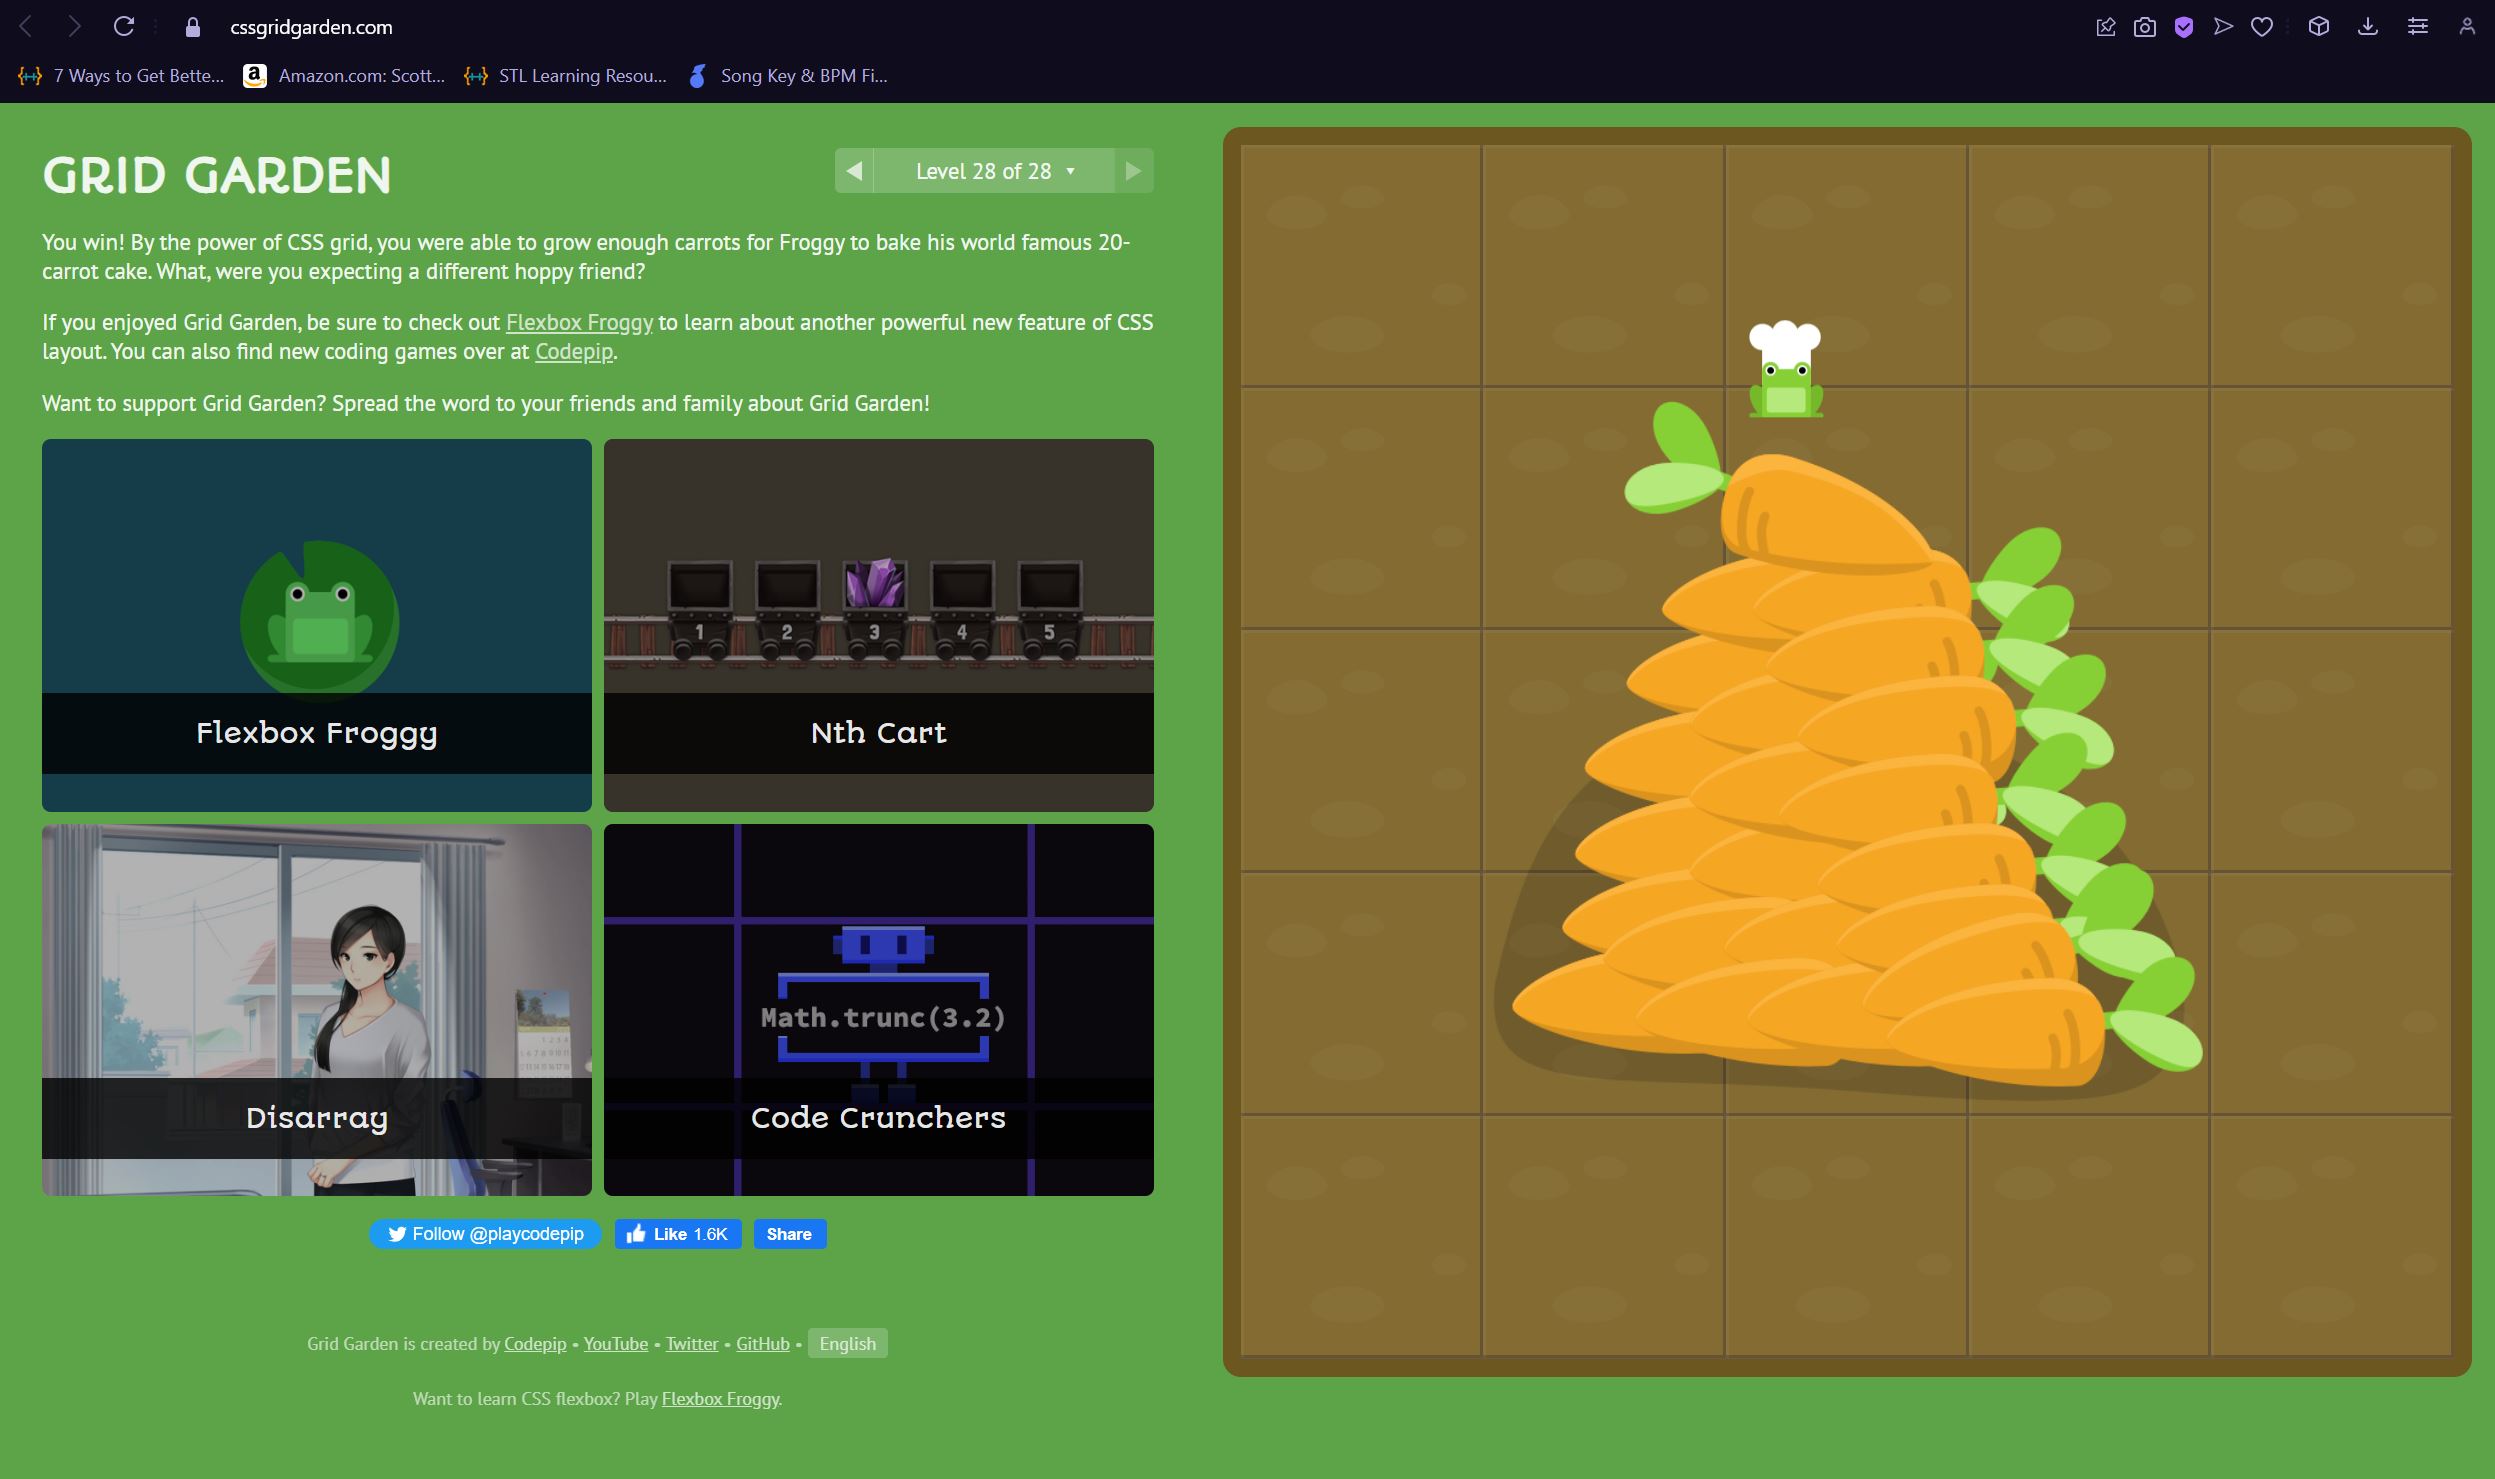 cssgridgarden.com
7 Ways to Get Bette...
Amazon.com: Scott...
STL Learning Resou...
Song Key & BPM Fi...
GRID GARDEN
Level 28 of 28
You win! By the power of CSS grid, you were able to grow enough carrots for Froggy to bake his world famous 20-
carrot cake. What, were you expecting a different hoppy friend?
If you enjoyed Grid Garden, be sure to check out Flexbox Froggy to learn about another powerful new feature of CSS
layout. You can also find new coding games over at Codepip.
Want to support Grid Garden? Spread the word to your friends and family about Grid Garden!
1 2 3 4 5
Flexbox Froggy
Nth Cart
Math.trunc(3.2)
Disarray
Code Crunchers
Follow @playcodepip
Like 1.6K
Share
Grid Garden is created by Codepip • YouTube • Twitter • GitHub • English
Want to learn CSS flexbox? Play Flexbox Froggy.